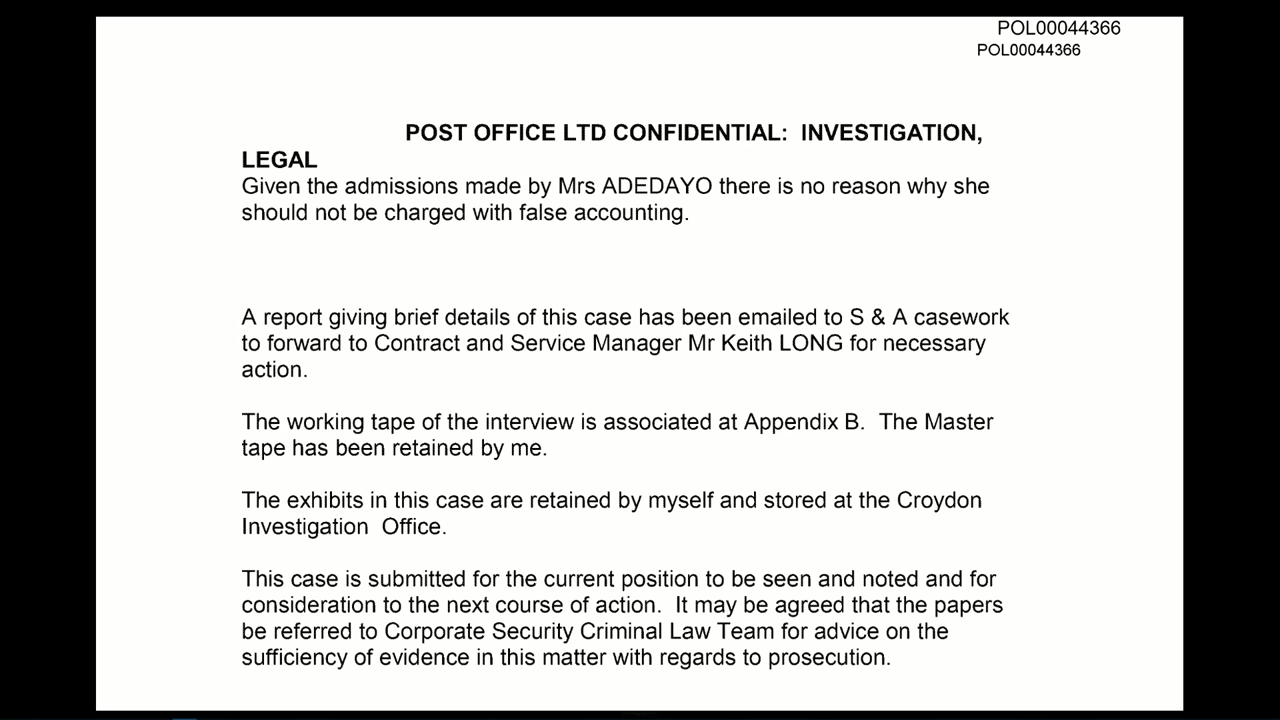 POL00044366
POL00044366
POST OFFICE LTD CONFIDENTIAL:  INVESTIGATION,
LEGAL
Given the admissions made by Mrs ADEDAYO there is no reason why she
should not be charged with false accounting.
A report giving brief details of this case has been emailed to S & A casework
to forward to Contract and Service Manager Mr Keith LONG for necessary
action.
The working tape of the interview is associated at Appendix B.  The Master
tape has been retained by me.
The exhibits in this case are retained by myself and stored at the Croydon
Investigation  Office.
This case is submitted for the current position to be seen and noted and for
consideration to the next course of action.  It may be agreed that the papers
be referred to Corporate Security Criminal Law Team for advice on the
sufficiency of evidence in this matter with regards to prosecution.